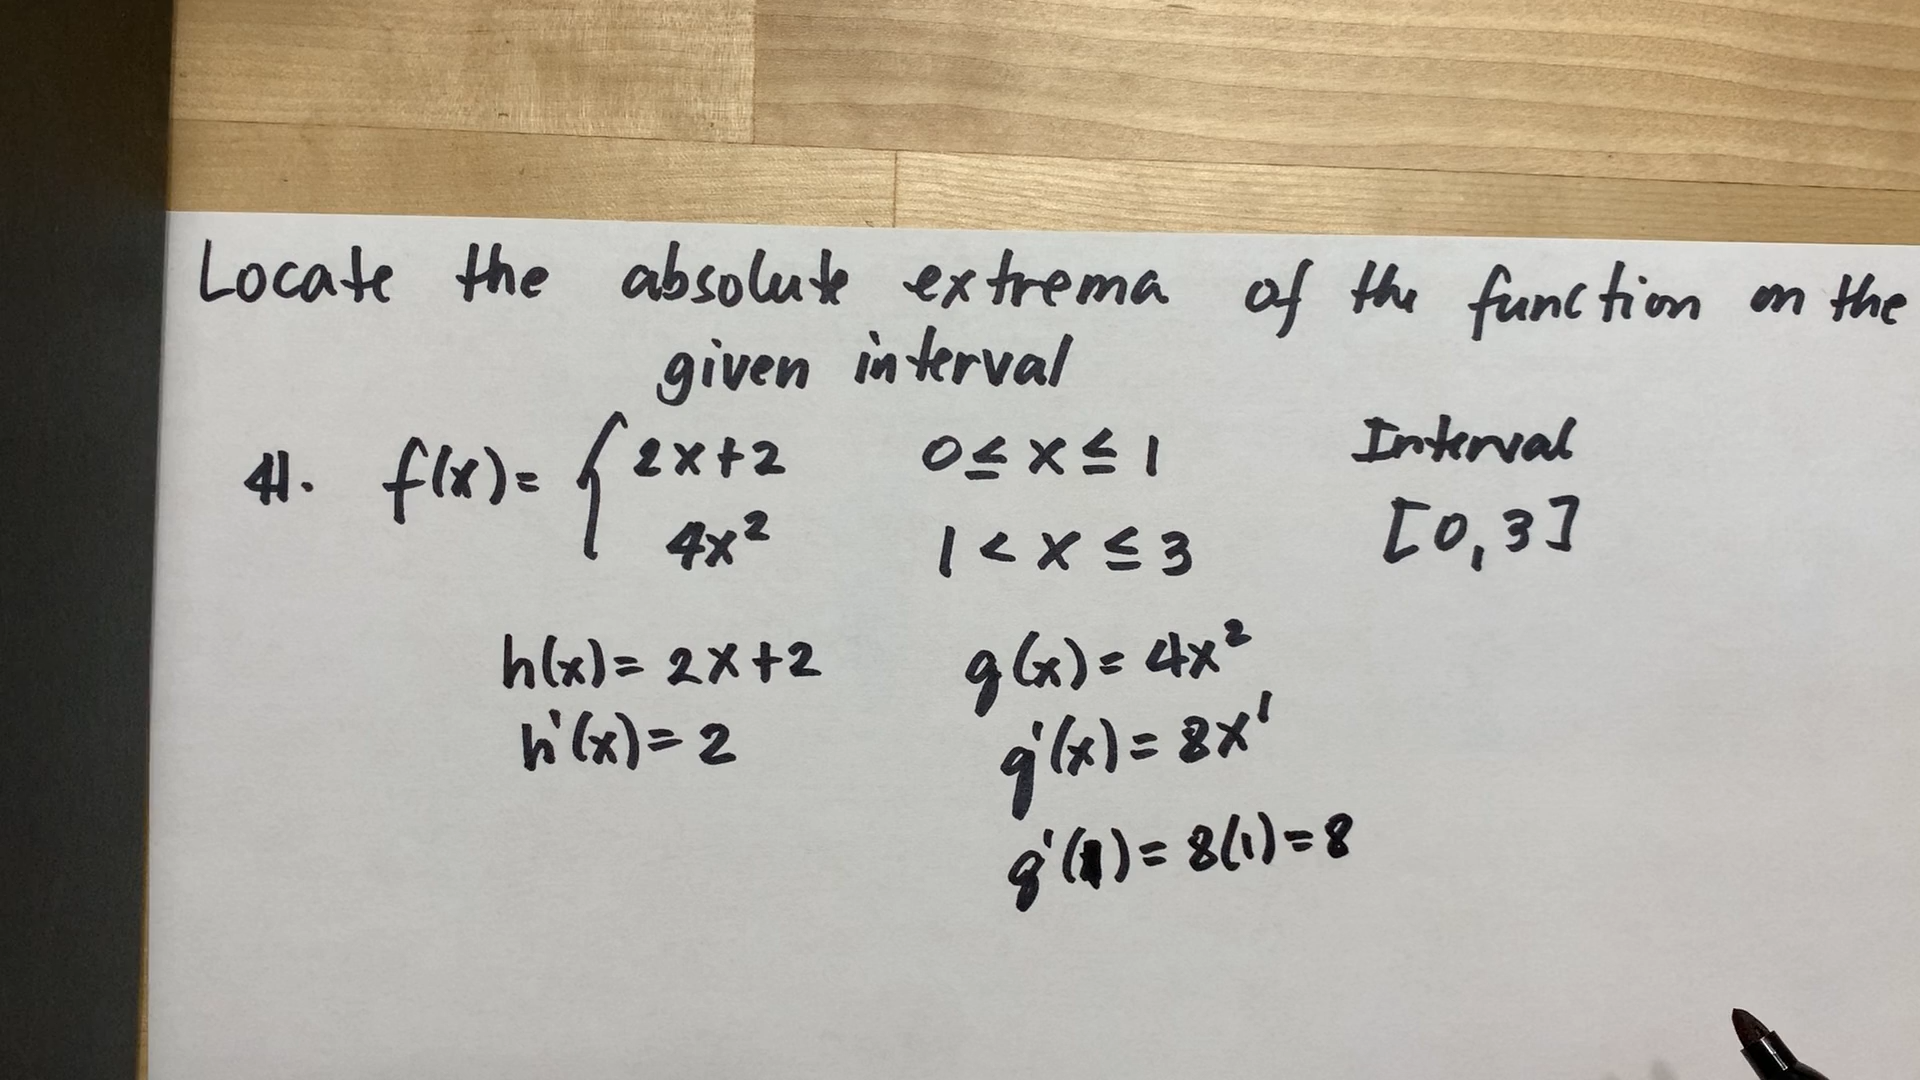 Locate the absolute extrema of the function on the
given interval
41. f(x)= { 2x+2 0≤x≤1 Interval
4x² 1<x≤3 [0,3]
h(x)= 2x+2 g(x)= 4x²
h'(x)= 2 g'(x)= 8x¹
g'(1)= 8(1)=8